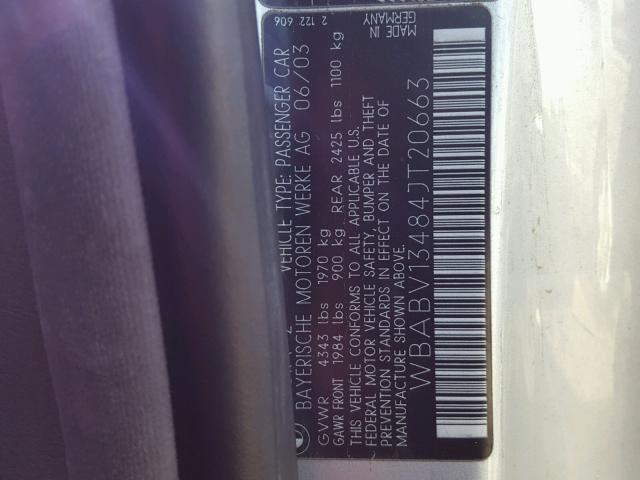 MADE IN
GERMANY
2 122 606
VEHICLE TYPE: PASSENGER CAR
BAYERISCHE MOTOREN WERKE AG 06/03
GVWR 4343 lbs 1970 kg
GAWR FRONT 1984 lbs 900 kg REAR 2425 lbs 1100 kg
THIS VEHICLE CONFORMS TO ALL APPLICABLE U.S.
FEDERAL MOTOR VEHICLE SAFETY, BUMPER AND THEFT
PREVENTION STANDARDS IN EFFECT ON THE DATE OF
MANUFACTURE SHOWN ABOVE.
WBABV13484JT20663